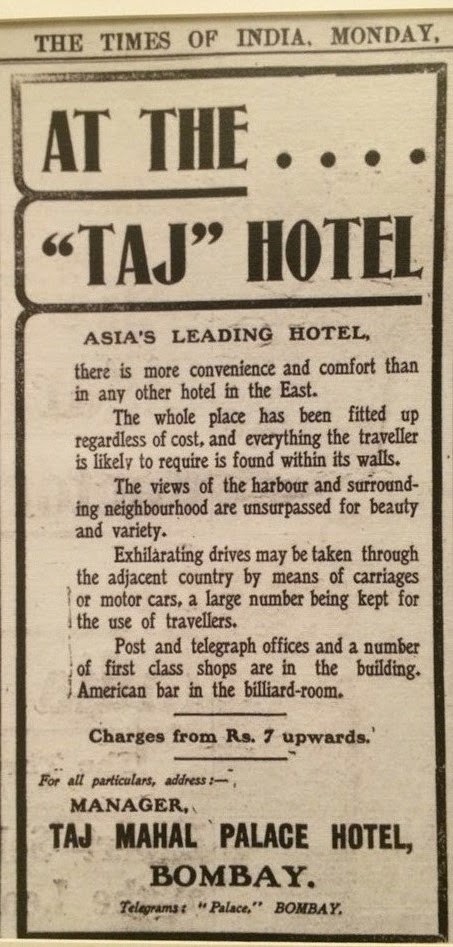 THE TIMES OF INDIA, MONDAY,
AT THE ....
"TAJ" HOTEL
ASIA'S LEADING HOTEL,
there is more convenience and comfort than
in any other hotel in the East.
The whole place has been fitted up
regardless of cost, and everything the traveller
is likely to require is found within its walls.
The views of the harbour and surround-
ing neighbourhood are unsurpassed for beauty
and variety.
Exhilarating drives may be taken through
the adjacent country by means of carriages
or motor cars, a large number being kept for
the use of travellers.
Post and telegraph offices and a number
of first class shops are in the building.
American bar in the billiard-room.
Charges from Rs. 7 upwards.
For all particulars, address:—
MANAGER,
TAJ MAHAL PALACE HOTEL,
BOMBAY.
Telegrams: "Palace," BOMBAY.